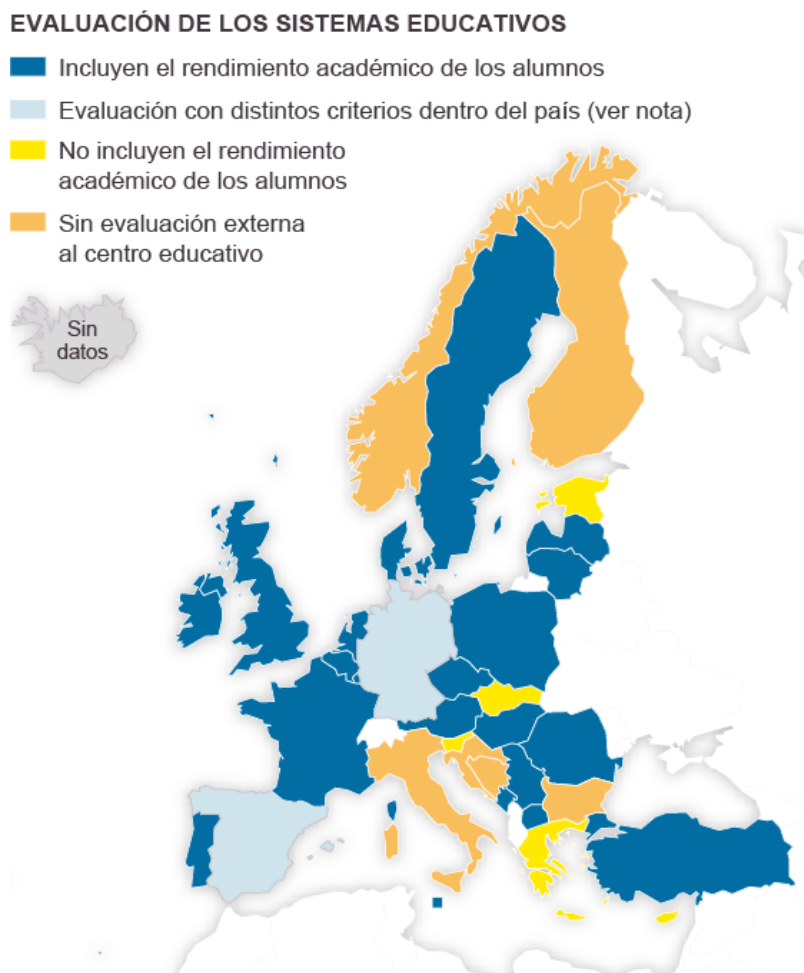 EVALUACIÓN DE LOS SISTEMAS EDUCATIVOS
Incluyen el rendimiento académico de los alumnos
Evaluación con distintos criterios dentro del país (ver nota)
No incluyen el rendimiento
académico de los alumnos
Sin evaluación externa
al centro educativo
Sin
datos